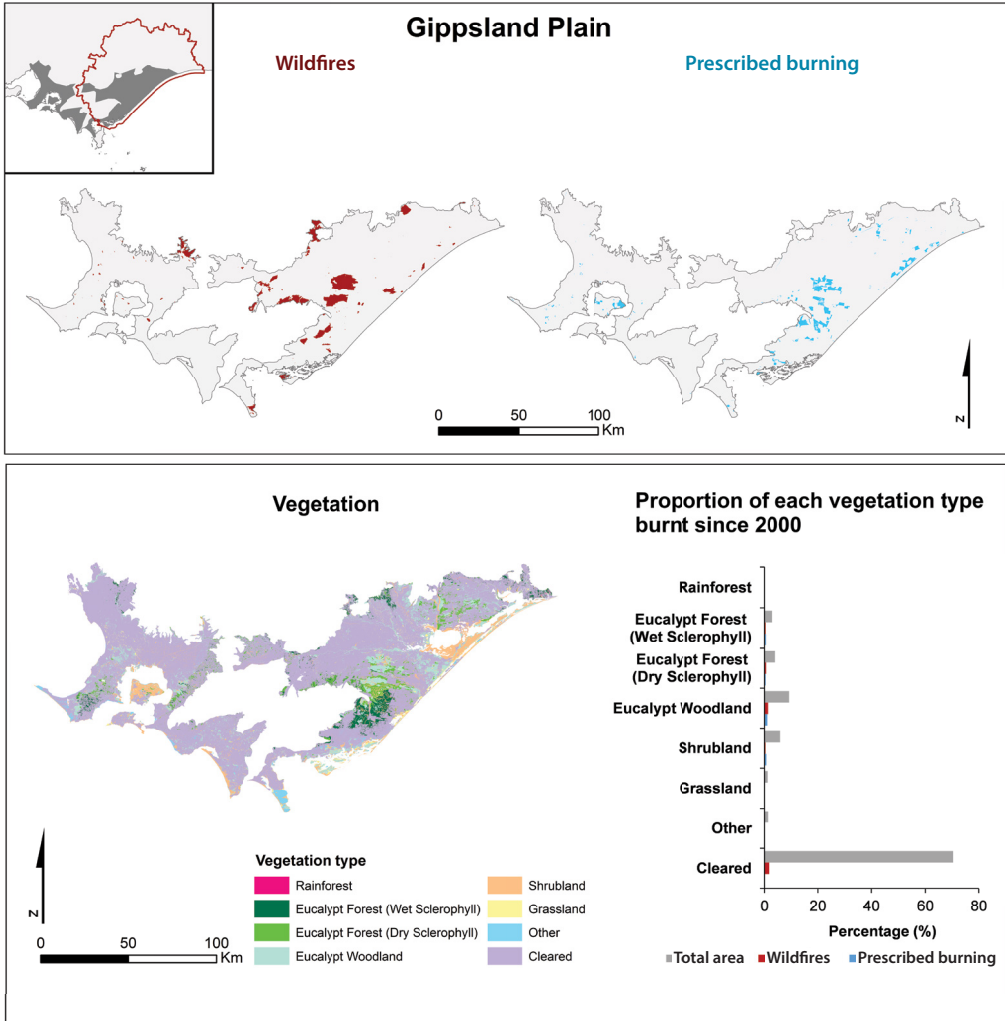 Gippsland Plain
Wildfires
Prescribed burning
0 50 100
Km
z
Vegetation
Proportion of each vegetation type
burnt since 2000
Rainforest
Eucalypt Forest
(Wet Sclerophyll)
Eucalypt Forest
(Dry Sclerophyll)
Eucalypt Woodland
Shrubland
Grassland
Other
Cleared
0 20 40 60 80
Percentage (%)
Total area Wildfires Prescribed burning
z
0 50 100
Km
Vegetation type
Rainforest
Eucalypt Forest (Wet Sclerophyll)
Eucalypt Forest (Dry Sclerophyll)
Eucalypt Woodland
Shrubland
Grassland
Other
Cleared